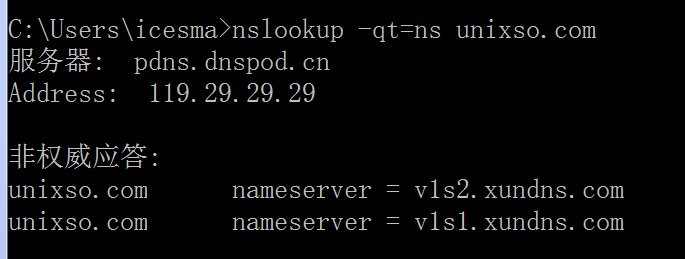 C:\Users\icesma>nslookup -qt=ns unixso.com
服务器:  pdns.dnspod.cn
Address:  119.29.29.29
非权威应答:
unixso.com      nameserver = v1s2.xundns.com
unixso.com      nameserver = v1s1.xundns.com